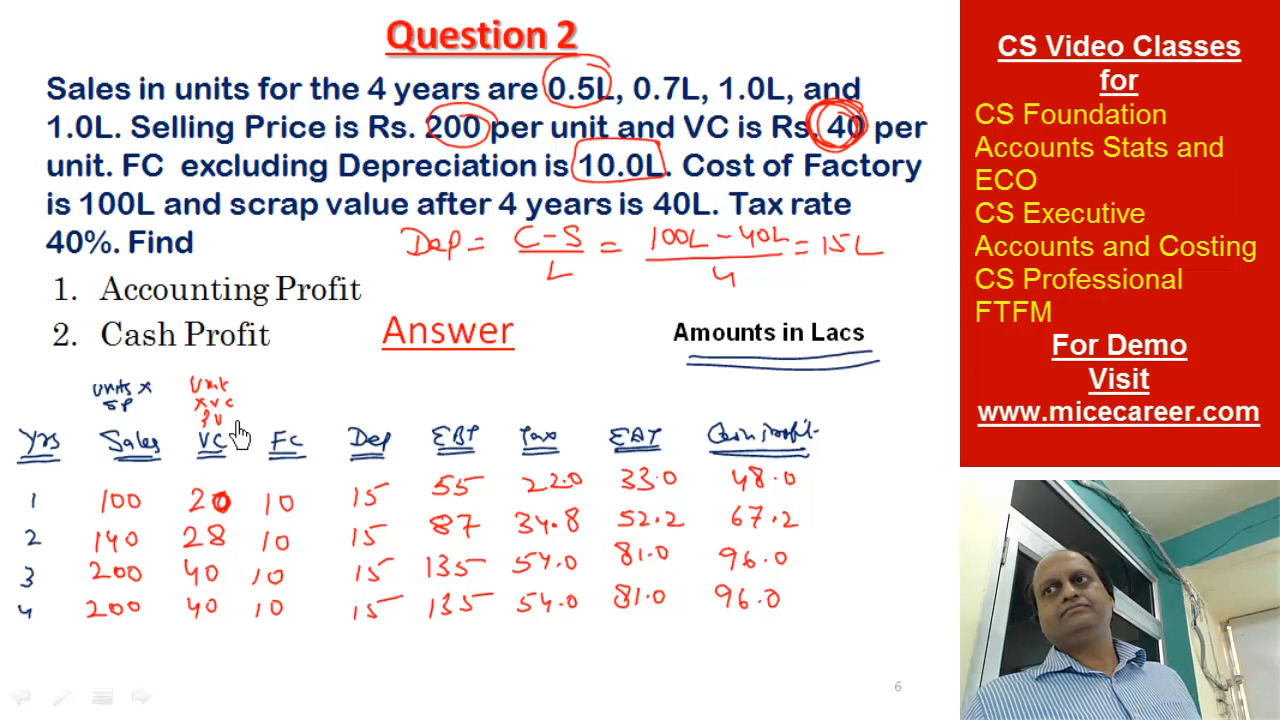 Question 2
Sales in units for the 4 years are 0.5L, 0.7L, 1.0L, and
1.0L. Selling Price is Rs. 200 per unit and VC is Rs. 40 per
unit. FC excluding Depreciation is 10.0L. Cost of Factory
is 100L and scrap value after 4 years is 40L. Tax rate
40%. Find
Dep = C-S / L = 100L - 40L / 4 = 15L
1. Accounting Profit
2. Cash Profit
Answer
Amounts in Lacs
Units x SP
Unit x VC PU
Yrs Sales VC FC Dep EBT Tax EAT Cash Profit
1 100 20 10 15 55 22.0 33.0 48.0
2 140 28 10 15 87 34.8 52.2 67.2
3 200 40 10 15 135 54.0 81.0 96.0
4 200 40 10 15 135 54.0 81.0 96.0
6
CS Video Classes
for
CS Foundation
Accounts Stats and
ECO
CS Executive
Accounts and Costing
CS Professional
FTFM
For Demo
Visit
www.micecareer.com